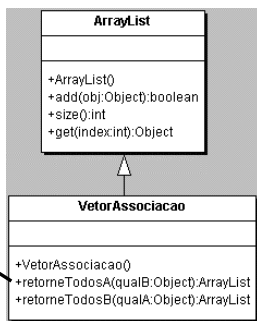 ArrayList
+ArrayList()
+add(obj:Object):boolean
+size():int
+get(index:int):Object
VetorAssociacao
+VetorAssociacao()
+retorneTodosA(qualB:Object):ArrayList
+retorneTodosB(qualA:Object):ArrayList